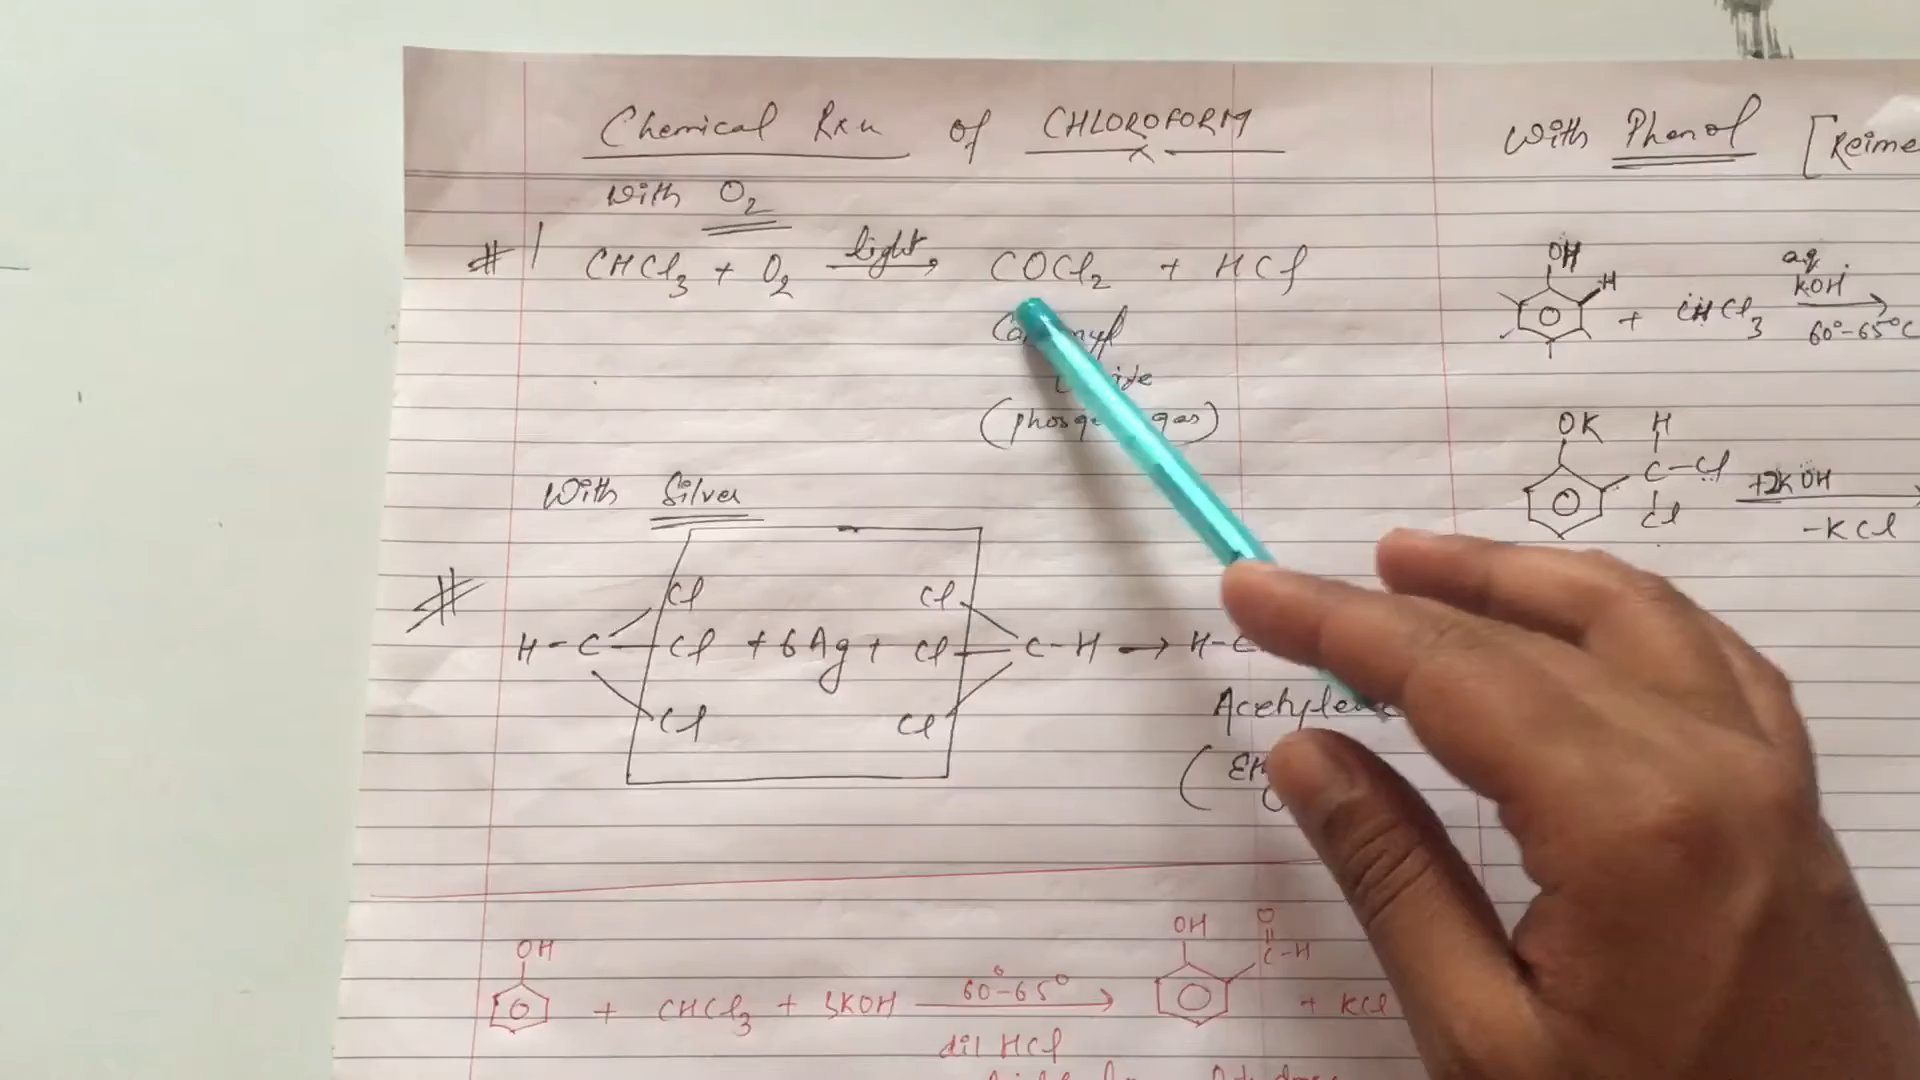 Chemical Rxn of CHLOROFORM
With O2
#1 CHCl3 + O2 light → COCl2 + HCl
gas)
With Silver
#
Cl Cl
H-C-Cl + 6Ag + Cl-C-H → H-C
Cl Cl
OH
+ CHCl3 + 3KOH 60°-65° → OH O C-H + KCl
dil HCl
With Phenol [Reime
OH H + CHCl3 aq KOH → 60°-65°C
OK H
C-Cl +2KOH →
Cl -KCl